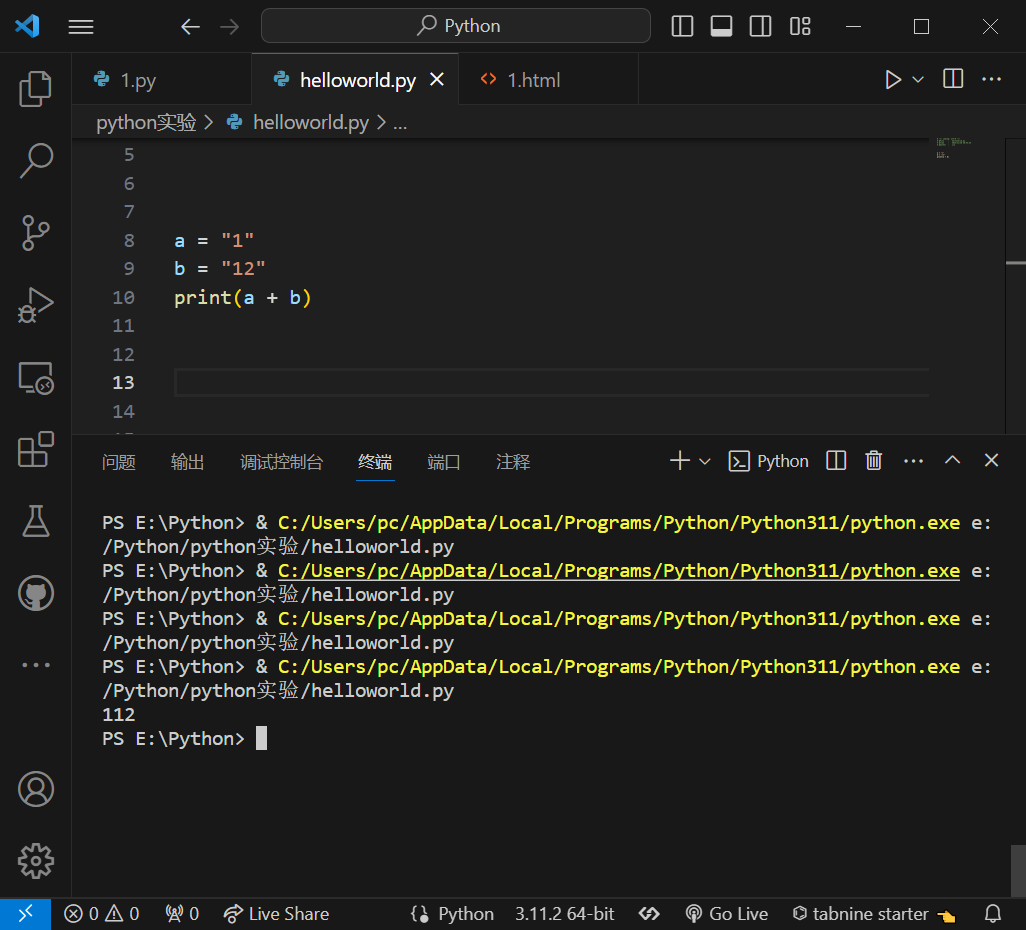 Python
1.py
helloworld.py
1.html
python实验 > helloworld.py > ...
5
6
7
8 a = "1"
9 b = "12"
10 print(a + b)
11
12
13
14
问题 输出 调试控制台 终端 端口 注释
Python
PS E:\Python> & C:/Users/pc/AppData/Local/Programs/Python/Python311/python.exe e:
/Python/python实验/helloworld.py
PS E:\Python> & C:/Users/pc/AppData/Local/Programs/Python/Python311/python.exe e:
/Python/python实验/helloworld.py
PS E:\Python> & C:/Users/pc/AppData/Local/Programs/Python/Python311/python.exe e:
/Python/python实验/helloworld.py
PS E:\Python> & C:/Users/pc/AppData/Local/Programs/Python/Python311/python.exe e:
/Python/python实验/helloworld.py
112
PS E:\Python>
0 0 0 Live Share Python 3.11.2 64-bit Go Live tabnine starter